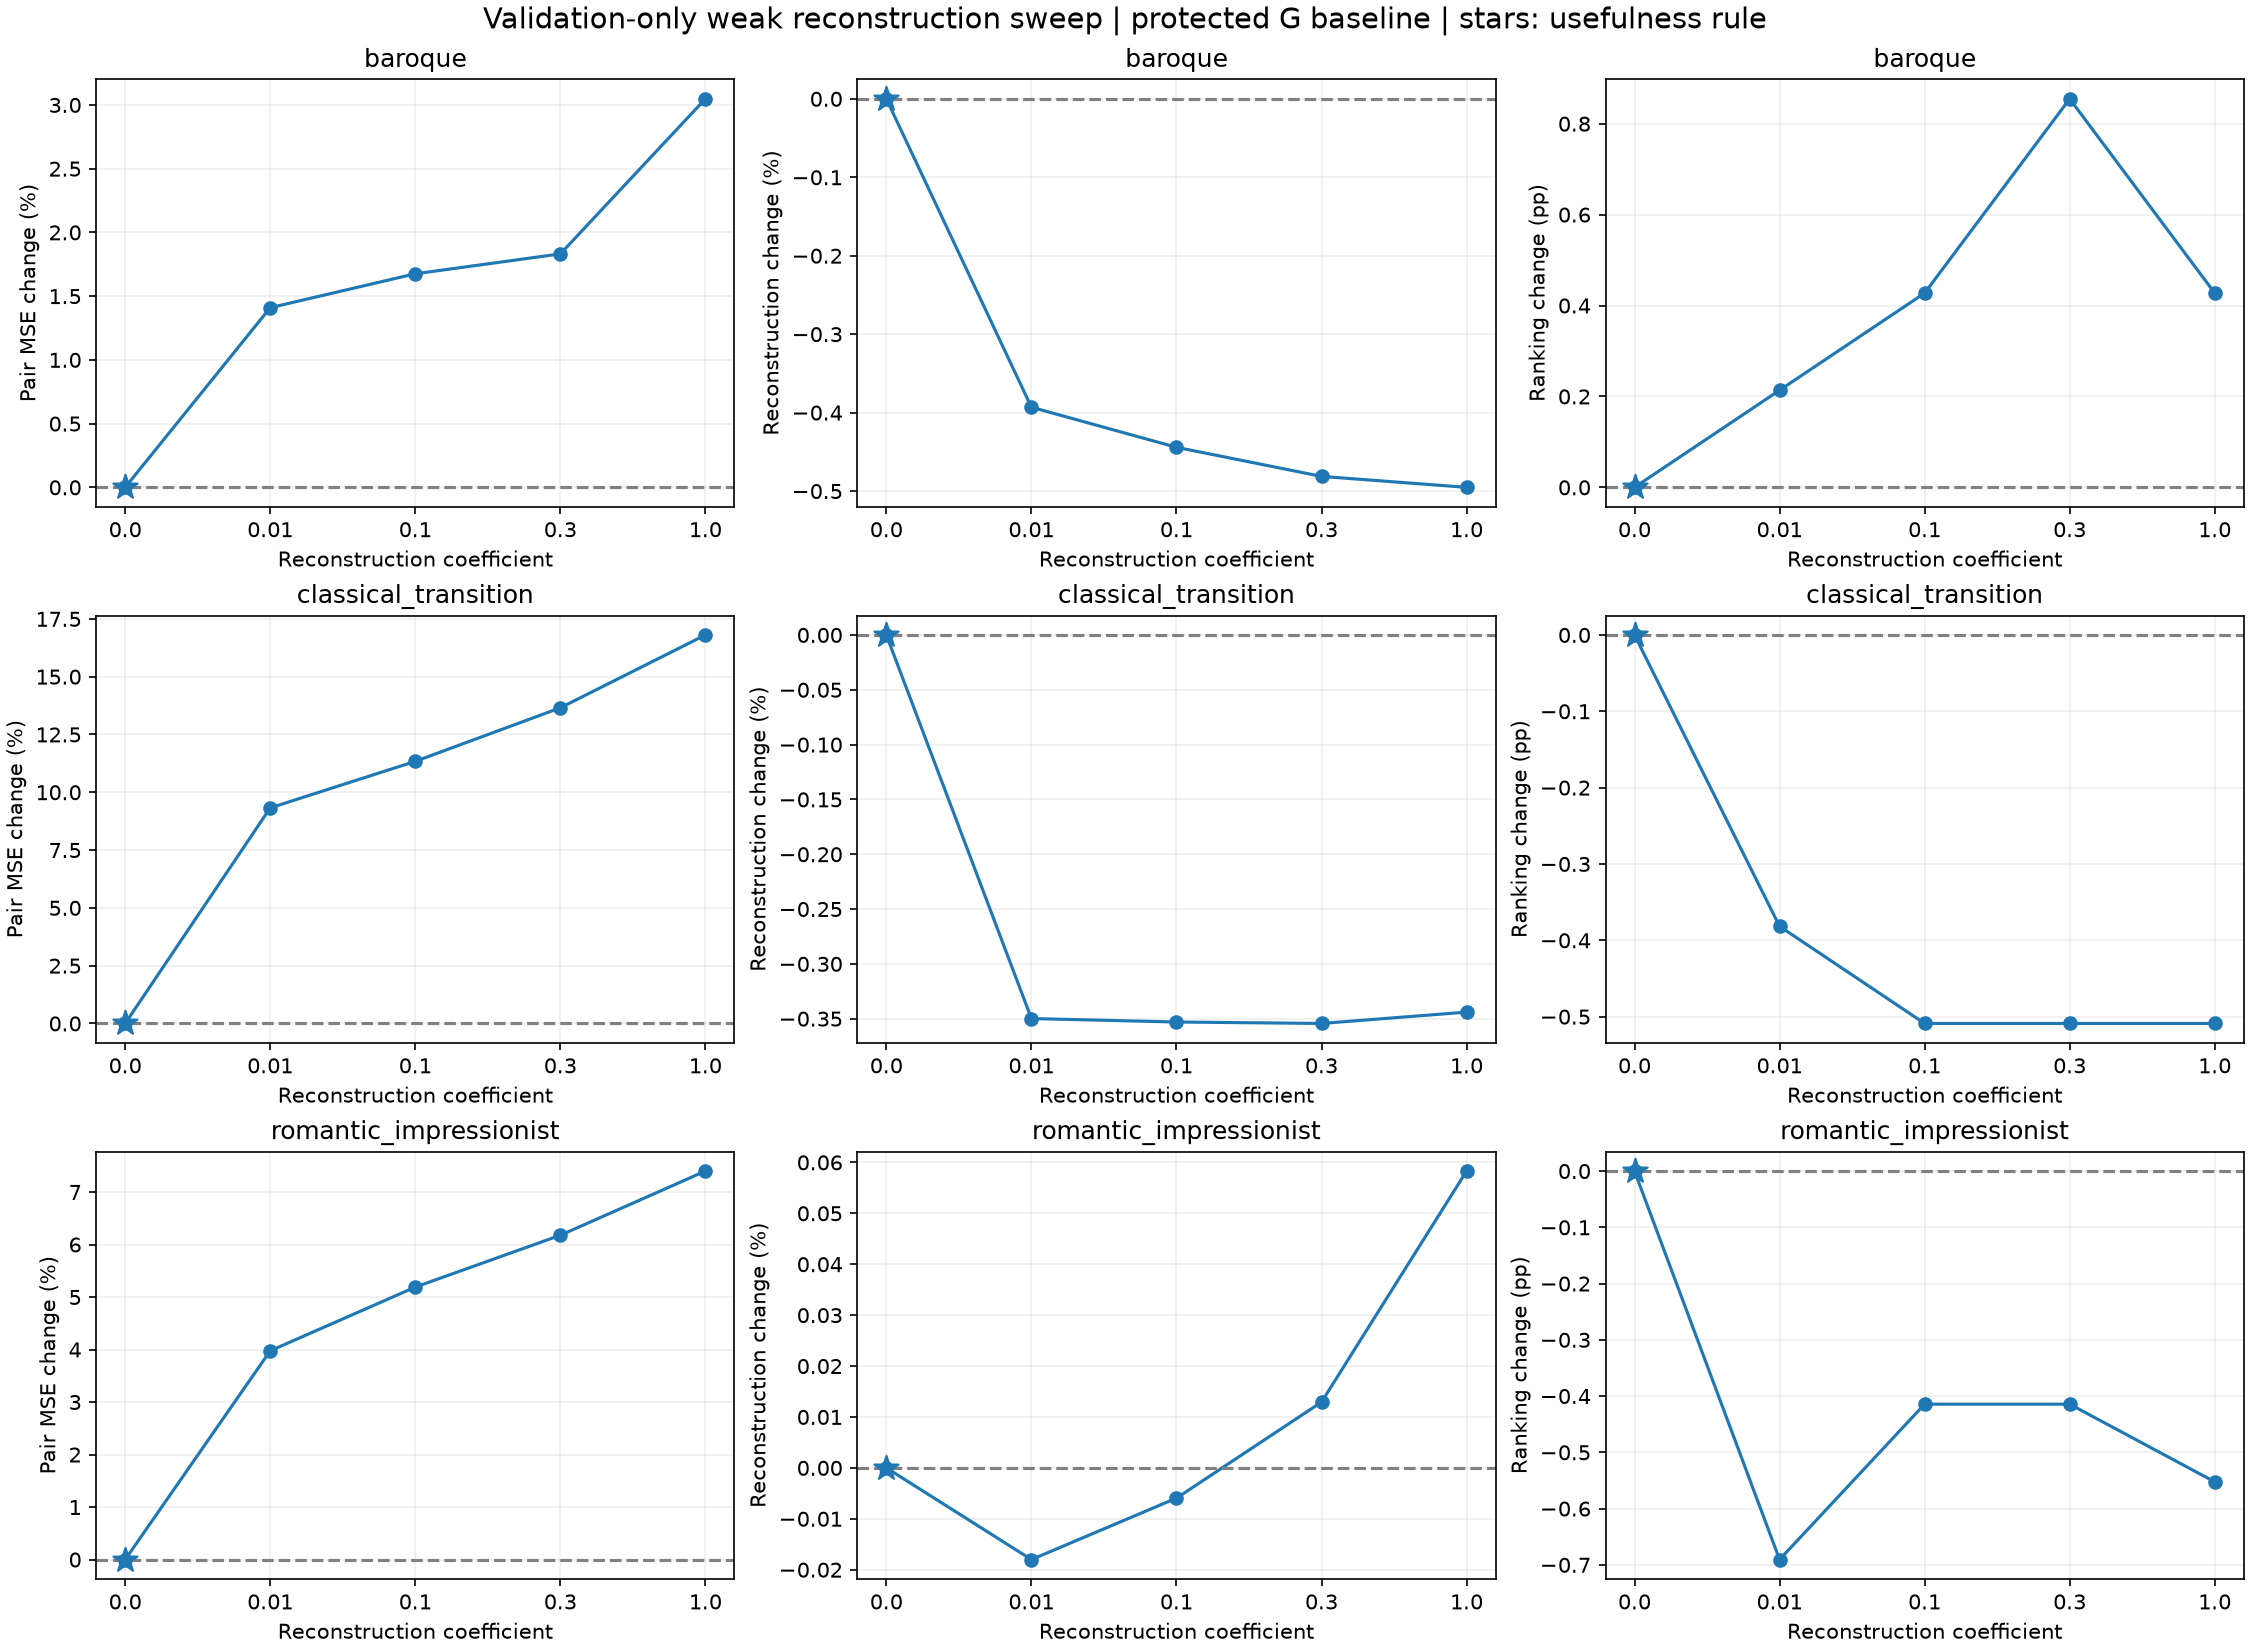 Validation-only weak reconstruction sweep | protected G baseline | stars: usefulness rule
baroque
Pair MSE change (%)
3.0
2.5
2.0
1.5
1.0
0.5
0.0
0.0 0.01 0.1 0.3 1.0
Reconstruction coefficient
baroque
Reconstruction change (%)
0.0
−0.1
−0.2
−0.3
−0.4
−0.5
0.0 0.01 0.1 0.3 1.0
Reconstruction coefficient
baroque
Ranking change (pp)
0.8
0.6
0.4
0.2
0.0
0.0 0.01 0.1 0.3 1.0
Reconstruction coefficient
classical_transition
Pair MSE change (%)
17.5
15.0
12.5
10.0
7.5
5.0
2.5
0.0
0.0 0.01 0.1 0.3 1.0
Reconstruction coefficient
classical_transition
Reconstruction change (%)
0.00
−0.05
−0.10
−0.15
−0.20
−0.25
−0.30
−0.35
0.0 0.01 0.1 0.3 1.0
Reconstruction coefficient
classical_transition
Ranking change (pp)
0.0
−0.1
−0.2
−0.3
−0.4
−0.5
0.0 0.01 0.1 0.3 1.0
Reconstruction coefficient
romantic_impressionist
Pair MSE change (%)
7
6
5
4
3
2
1
0
0.0 0.01 0.1 0.3 1.0
Reconstruction coefficient
romantic_impressionist
Reconstruction change (%)
0.06
0.05
0.04
0.03
0.02
0.01
0.00
−0.01
−0.02
0.0 0.01 0.1 0.3 1.0
Reconstruction coefficient
romantic_impressionist
Ranking change (pp)
0.0
−0.1
−0.2
−0.3
−0.4
−0.5
−0.6
−0.7
0.0 0.01 0.1 0.3 1.0
Reconstruction coefficient